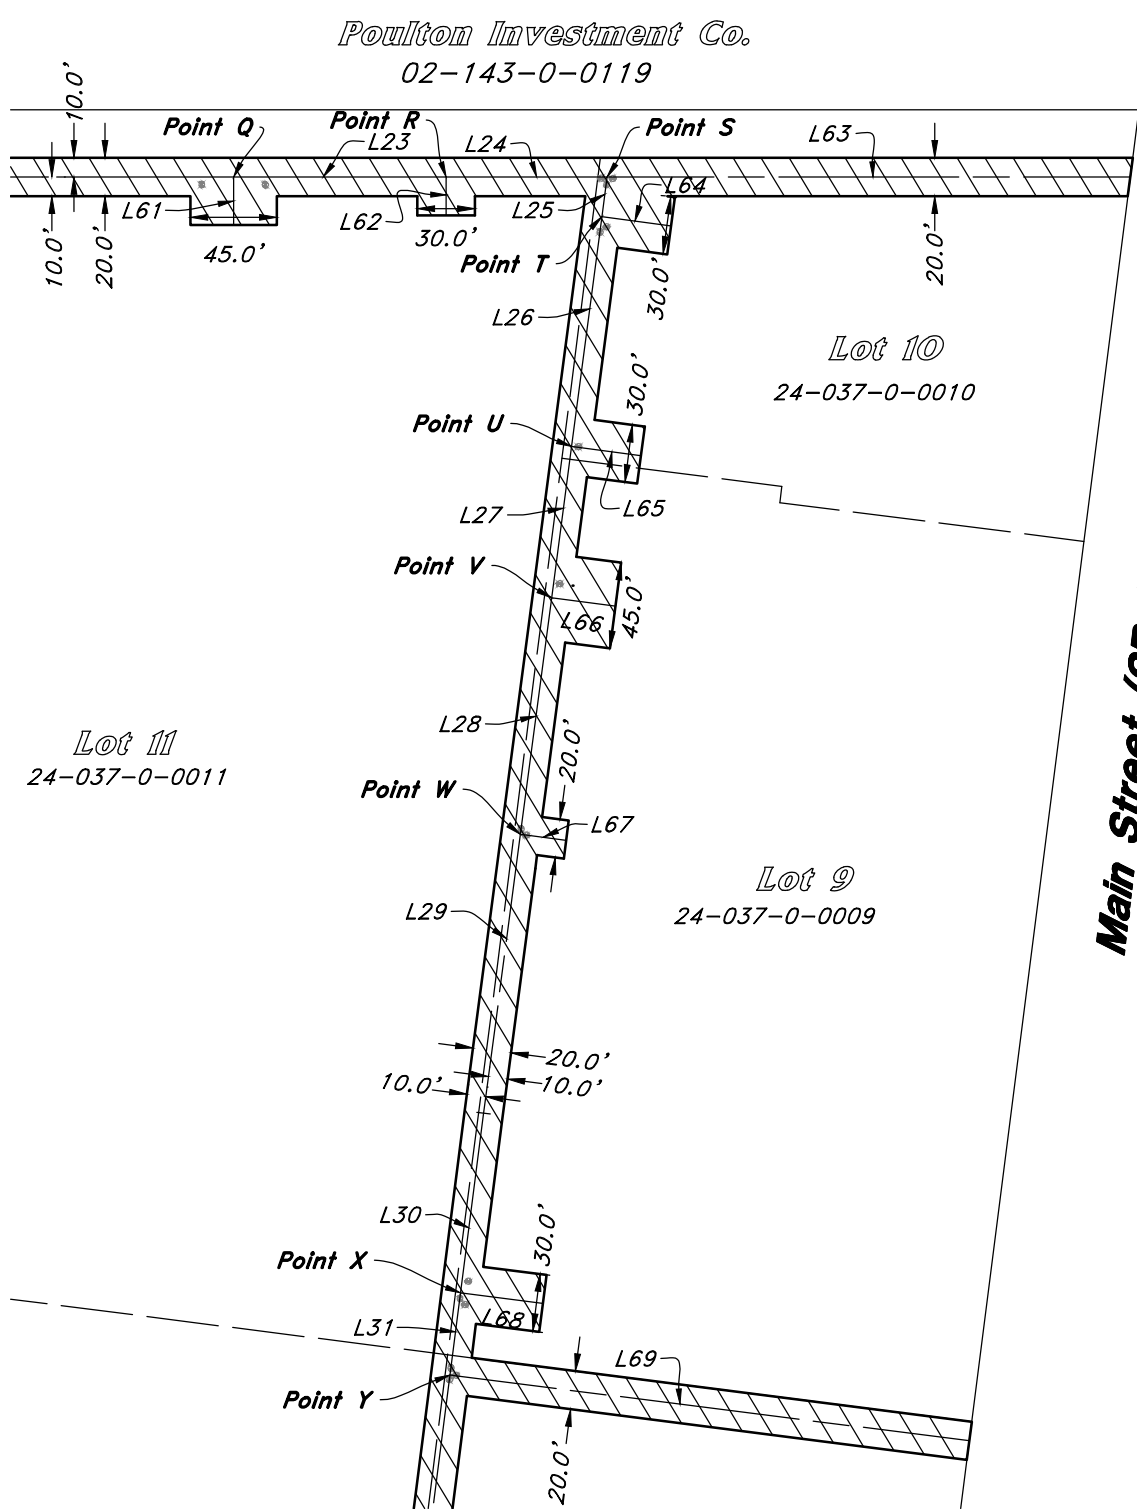 Poulton Investment Co.
02-143-0-0119
10.0'
Point Q
Point R
Point S
L63
L23
L24
L64
L61
L62
L25
10.0'
20.0'
45.0'
30.0'
Point T
30.0'
20.0'
L26
Lot 10
24-037-0-0010
30.0'
Point U
L65
L27
Point V
45.0'
L66
L28
20.0'
Lot 11
24-037-0-0011
Point W
L67
Main Street
Lot 9
24-037-0-0009
L29
20.0'
10.0'
10.0'
L30
30.0'
Point X
L68
L31
L69
Point Y
20.0'